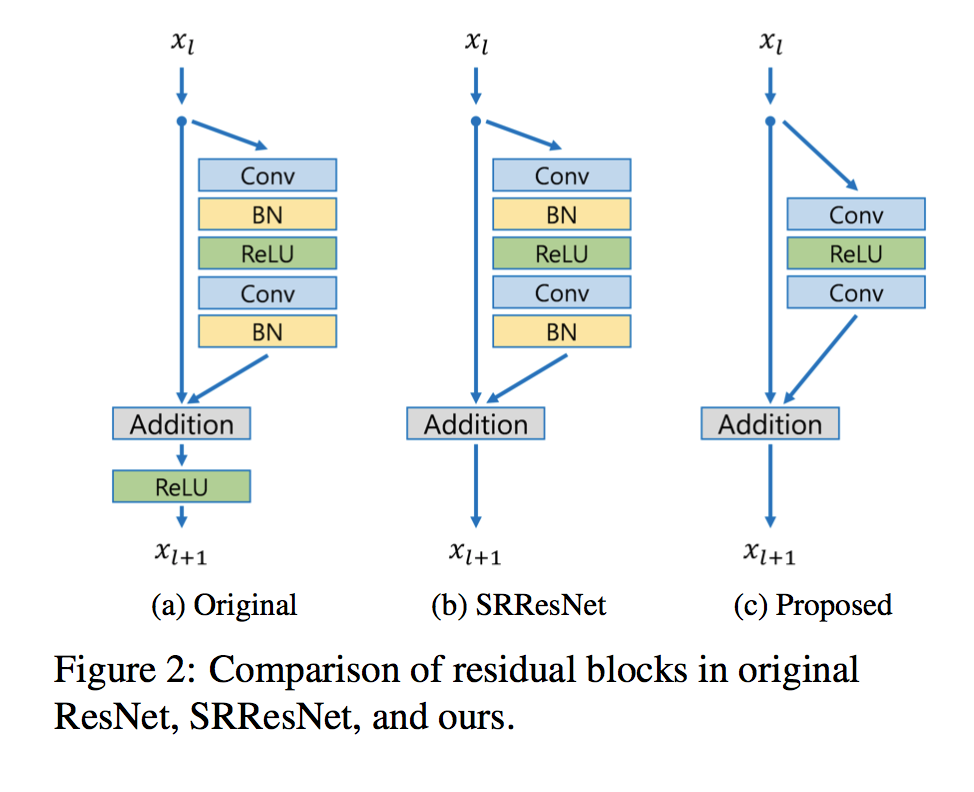 x_l
Conv
BN
ReLU
Conv
BN
Addition
ReLU
x_{l+1}
(a) Original
x_l
Conv
BN
ReLU
Conv
BN
Addition
x_{l+1}
(b) SRResNet
x_l
Conv
ReLU
Conv
Addition
x_{l+1}
(c) Proposed
Figure 2: Comparison of residual blocks in original
ResNet, SRResNet, and ours.